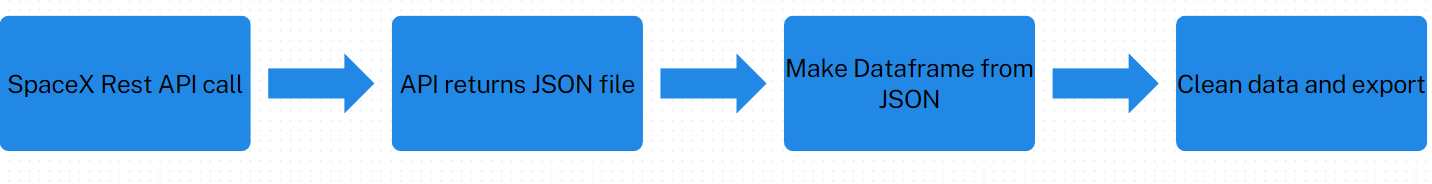 SpaceX Rest API call
API returns JSON file
Make Dataframe from
JSON
Clean data and export